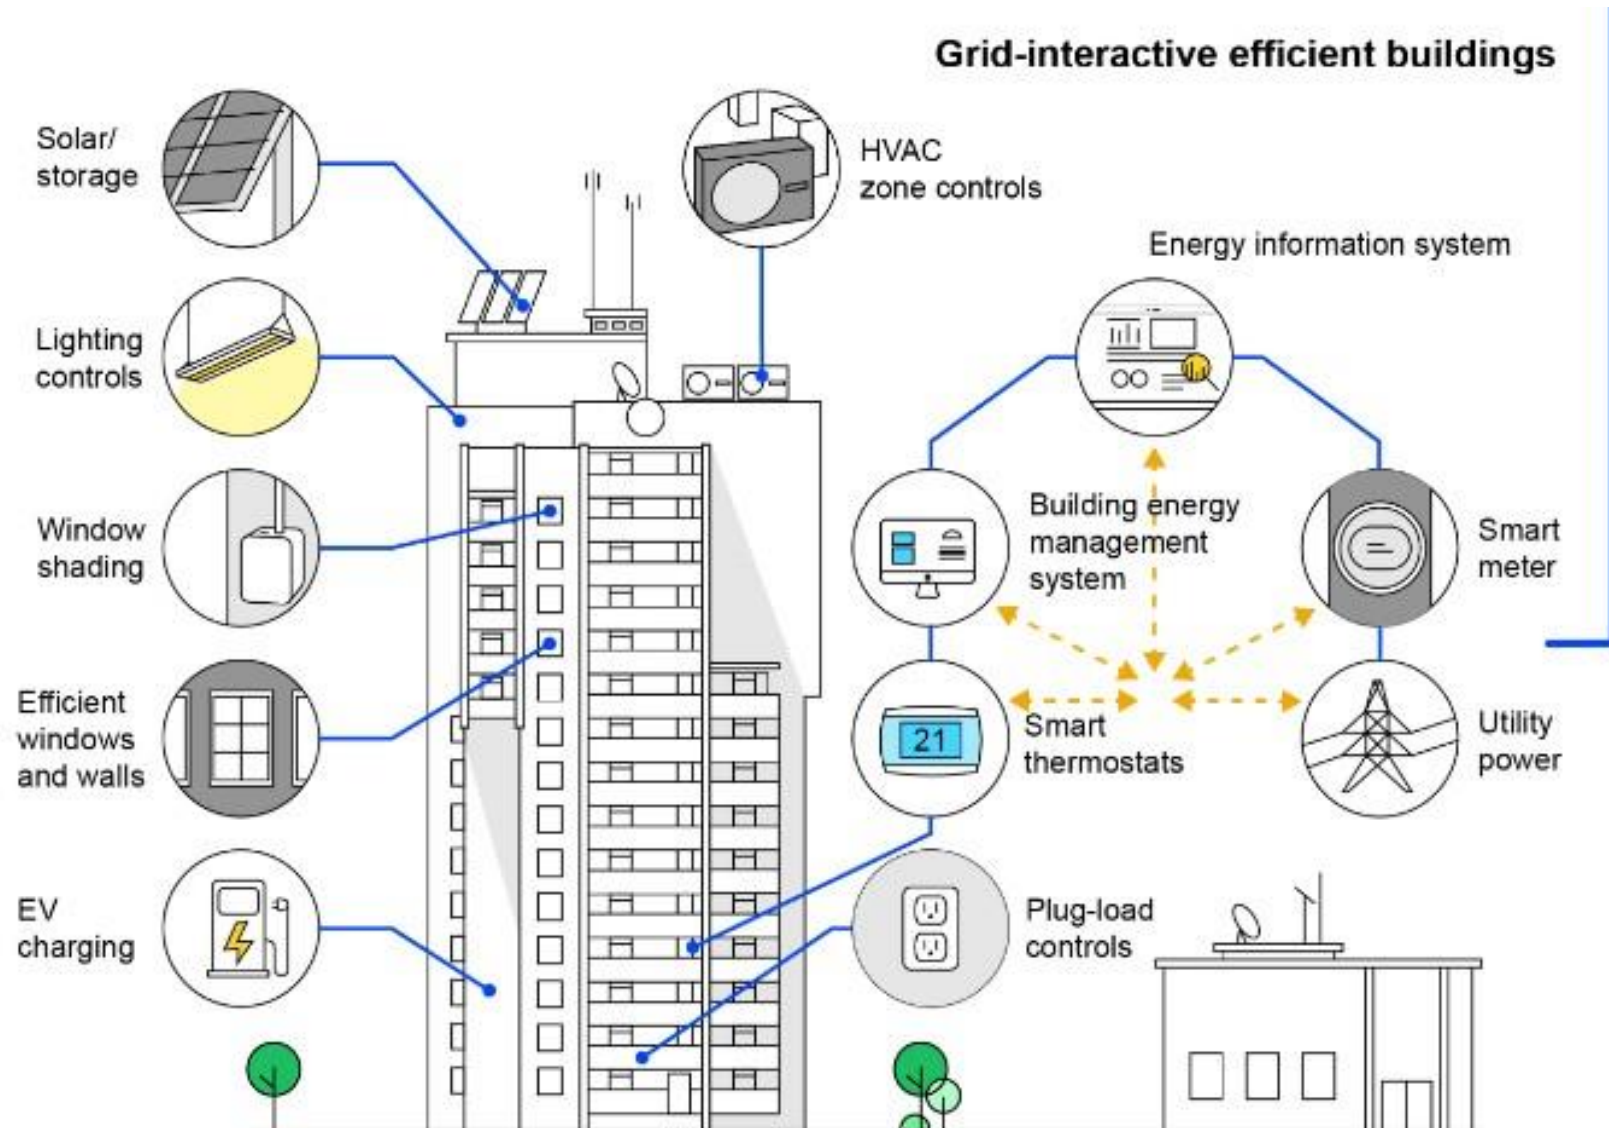 Grid-interactive efficient buildings
Solar/
storage
HVAC
zone controls
Energy information system
Lighting
controls
Building energy
management
system
Smart
meter
Window
shading
Efficient
windows
and walls
21
Smart
thermostats
Utility
power
EV
charging
Plug-load
controls